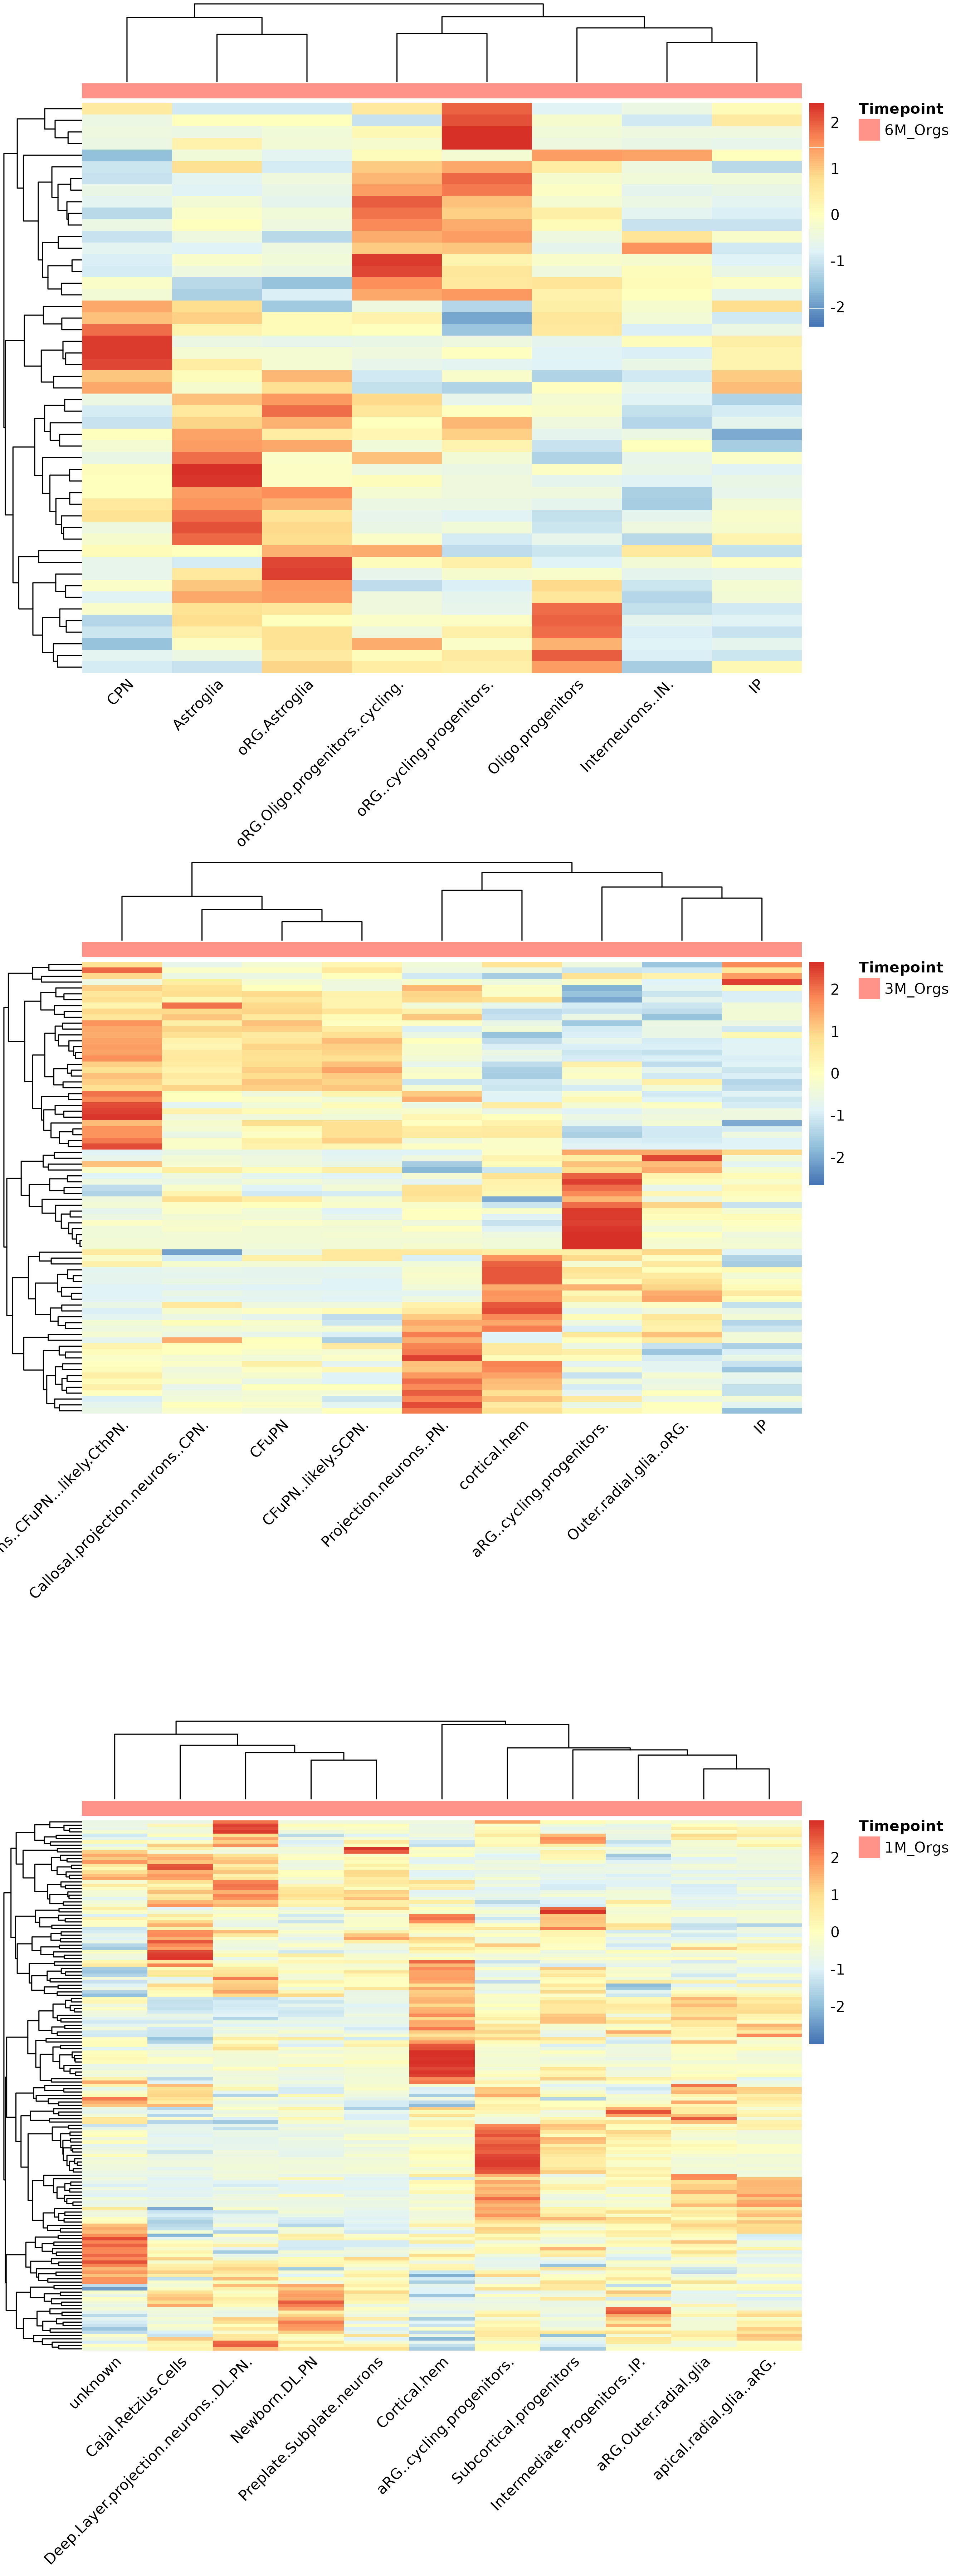 Timepoint
6M_Orgs
2
1
0
-1
-2
CPN
Astroglia
oRG.Astroglia
oRG.Oligo.progenitors..cycling.
oRG..cycling.progenitors.
Oligo.progenitors
Interneurons..IN.
IP
Timepoint
3M_Orgs
2
1
0
-1
-2
ns..CFuPN...likely.CthPN.
Callosal.projection.neurons..CPN.
CFuPN
CFuPN..likely.SCPN.
Projection.neurons..PN.
cortical.hem
aRG..cycling.progenitors.
Outer.radial.glia..oRG.
IP
Timepoint
1M_Orgs
2
1
0
-1
-2
unknown
Cajal.Retzius.Cells
Deep.Layer.projection.neurons..DL.PN.
Newborn.DL.PN
Preplate.Subplate.neurons
Cortical.hem
aRG..cycling.progenitors.
Subcortical.progenitors
Intermediate.Progenitors..IP.
aRG.Outer.radial.glia
apical.radial.glia..aRG.